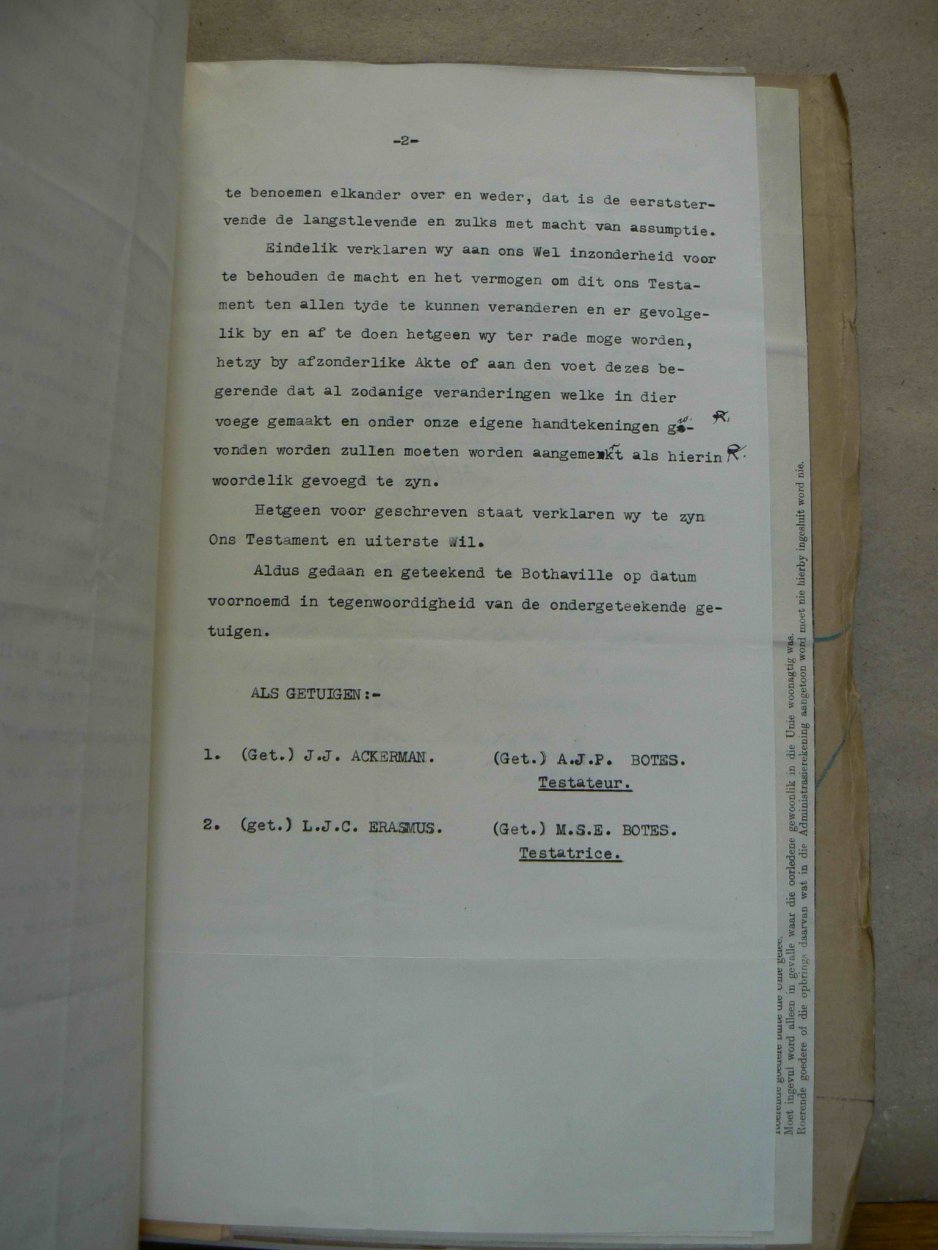 -2-
te benoemen elkander over en weder, dat is de eerstster-
vende de langstlevende en zulks met macht van assumptie.
Eindelik verklaren wy aan ons Wel inzonderheid voor
te behouden de macht en het vermogen om dit ons Testa-
ment ten allen tyde te kunnen veranderen en er gevolge-
lik by en af te doen hetgeen wy ter rade moge worden,
hetzy by afzonderlike Akte of aan den voet dezes be-
gerende dat al zodanige veranderingen welke in dier
voege gemaakt en onder onze eigene handtekeningen ge- R.
vonden worden zullen moeten worden aangemerkt als hierin R.
woordelik gevoegd te zyn.
Hetgeen voor geschreven staat verklaren wy te zyn
Ons Testament en uiterste Wil.
Aldus gedaan en geteekend te Bothaville op datum
voornoemd in tegenwoordigheid van de ondergeteekende ge-
tuigen.
ALS GETUIGEN:-
1. (Get.) J.J. ACKERMAN. (Get.) A.J.P. BOTES.
Testateur.
2. (get.) L.J.C. ERASMUS. (Get.) M.S.E. BOTES.
Testatrice.
Roerende goedere buite die Unie geleë.
Moet ingevul word alleen in gevalle waar die oorledene gewoonlik in die Unie woonagtig was.
Roerende goedere of die opbrings daarvan wat in die Administrasierekening aangetoon word moet nie hierby ingesluit word nie.